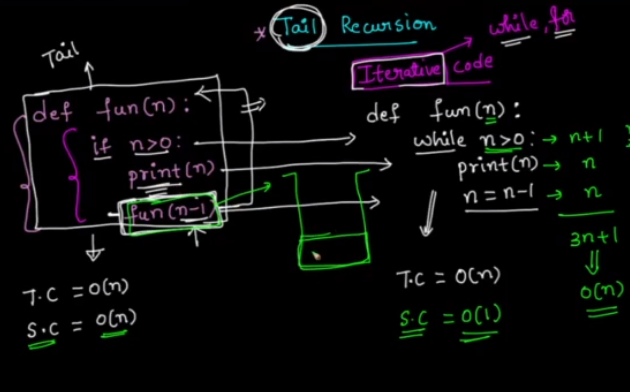 * Tail Recursion
while, for
Iterative code
Tail
def fun(n):
if n>0:
print(n)
fun(n-1)
T.C = O(n)
S.C = O(n)
def fun(n):
while n>0: → n+1
print(n) → n
n = n-1 → n
3n+1
O(n)
T.C = O(n)
S.C = O(1)